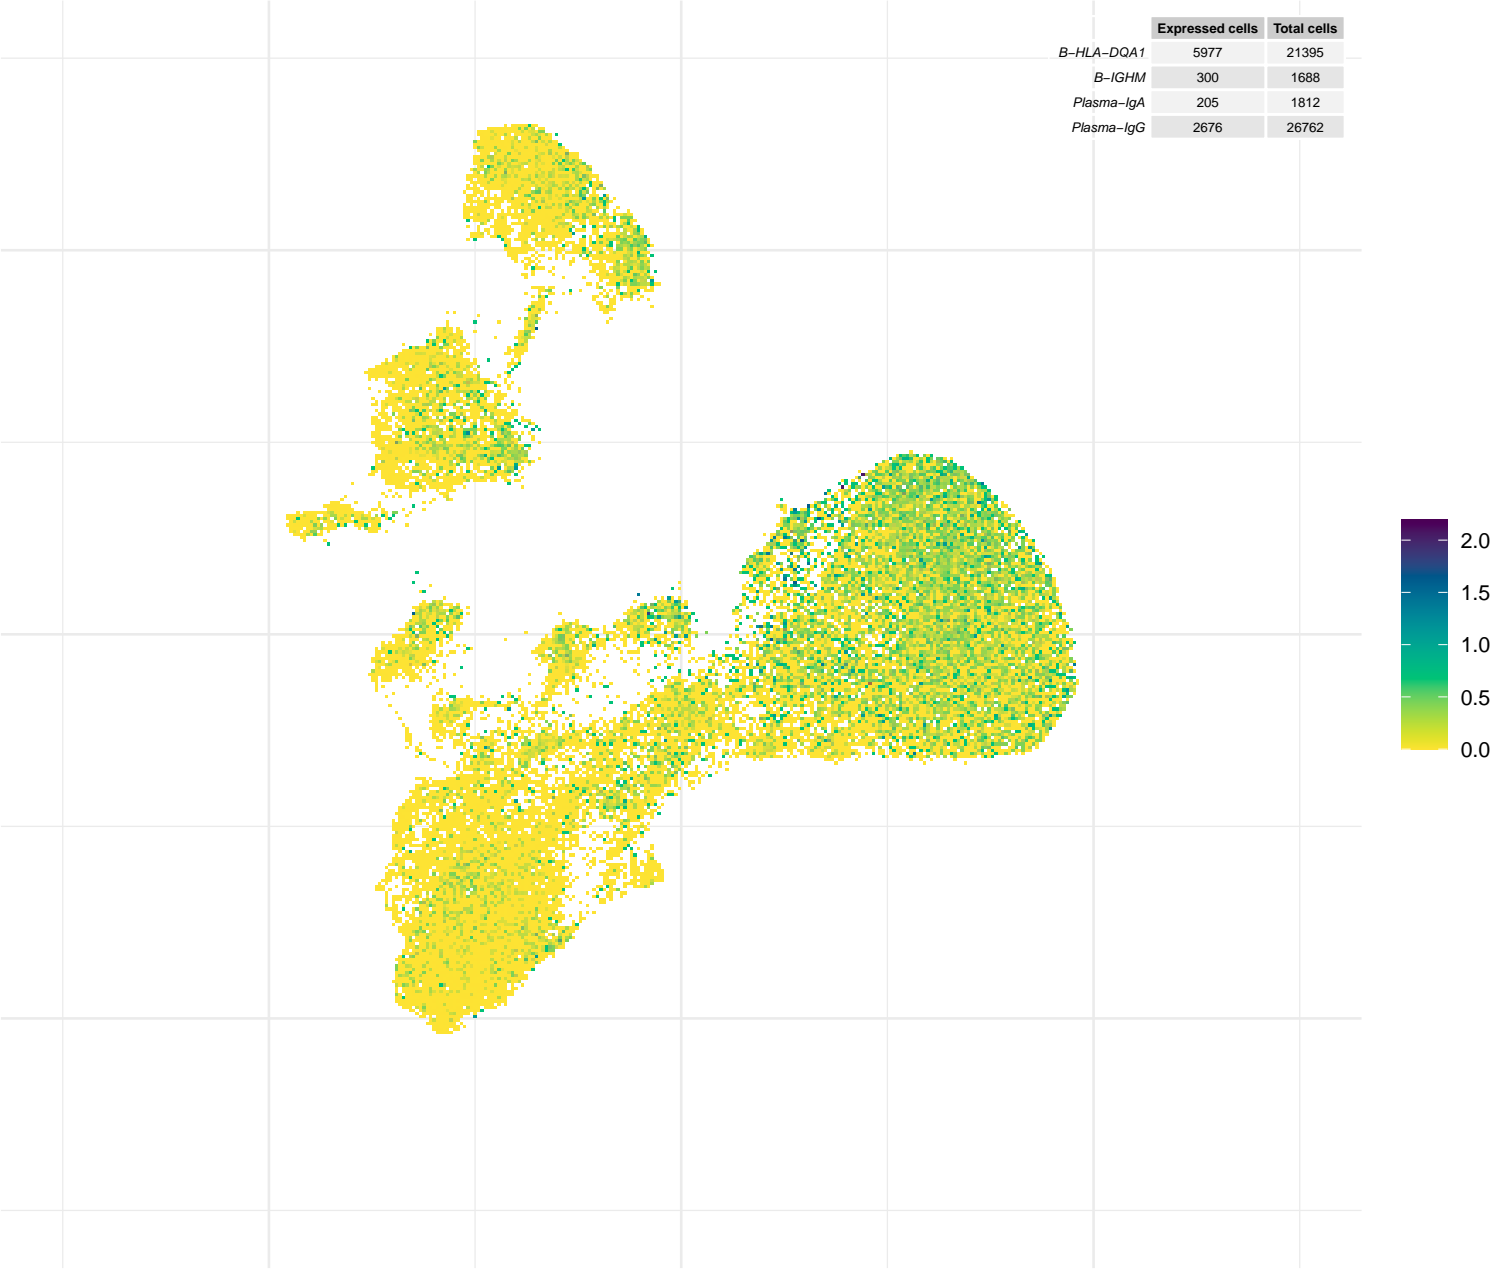 Expressed cells Total cells
B−HLA−DQA1 5977 21395
B−IGHM 300 1688
Plasma−IgA 205 1812
Plasma−IgG 2676 26762
2.0
1.5
1.0
0.5
0.0